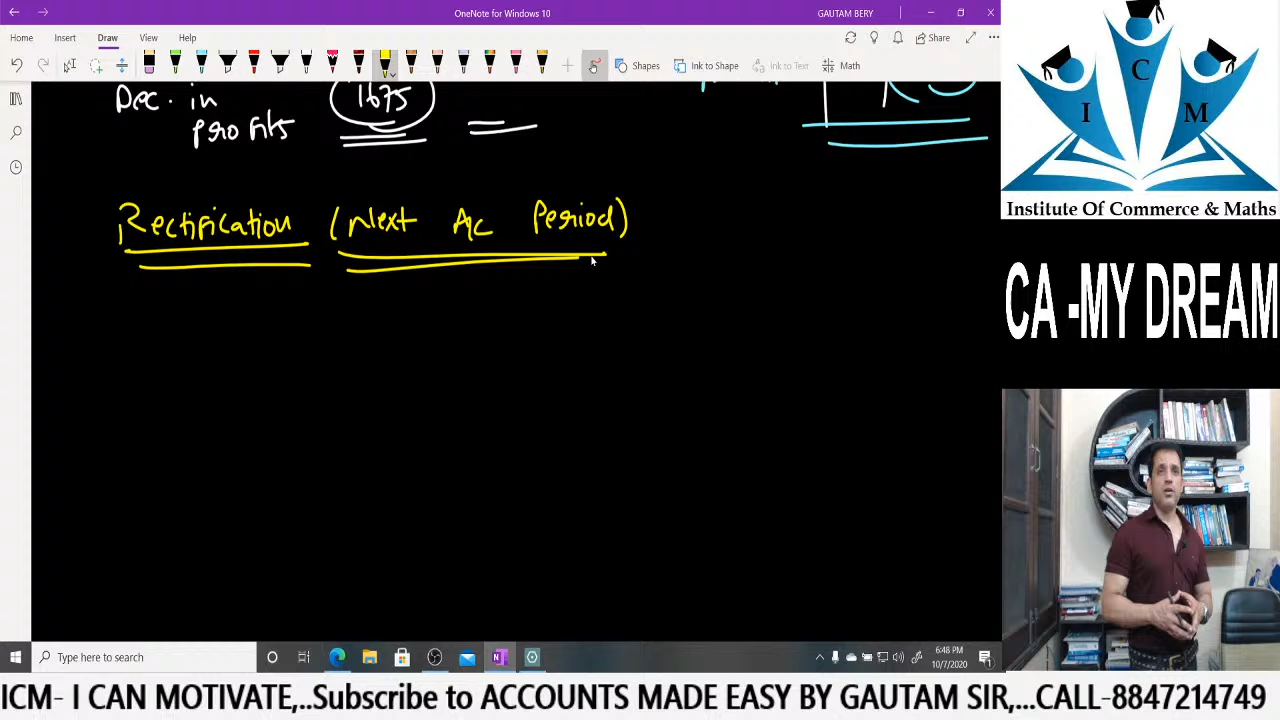 OneNote for Windows 10
GAUTAM BERY
Home Insert Draw View Help
Share
Shapes
Ink to Shape
Ink to Text
Math
Dec. in profits
1675
Rectification (Next A/c Period)
I C M
Institute Of Commerce & Maths
CA -MY DREAM
Type here to search
6:48 PM
10/7/2020
ICM- I CAN MOTIVATE,..Subscribe to ACCOUNTS MADE EASY BY GAUTAM SIR,...CALL-8847214749